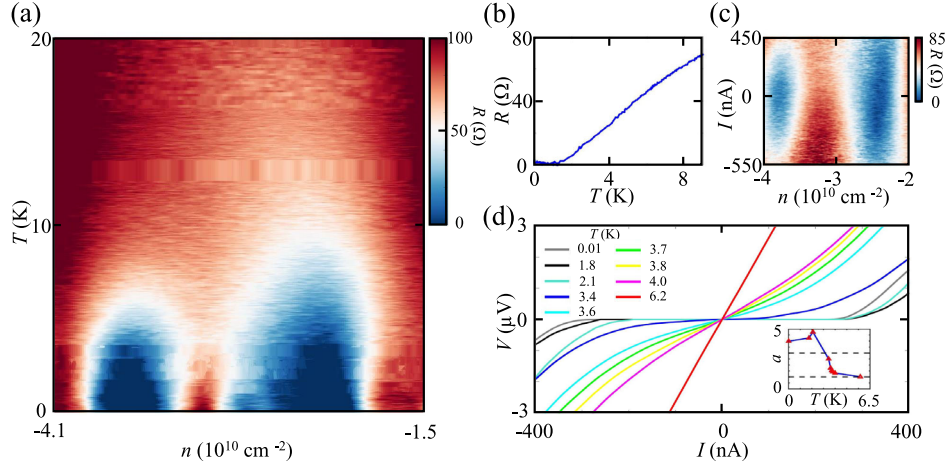 (a)
20
10
0
T (K)
-4.1
-1.5
n (10¹⁰ cm⁻²)
100
50
0
R (Ω)
(b)
80
40
0
R (Ω)
0
4
8
T (K)
(c)
450
0
-550
I (nA)
-4
-3
-2
n (10¹⁰ cm⁻²)
85
0
R (Ω)
(d)
3
0
-3
V (μV)
T (K)
0.01
1.8
2.1
3.4
3.6
3.7
3.8
4.0
6.2
5
0
a
0
T (K)
6.5
-400
0
400
I (nA)